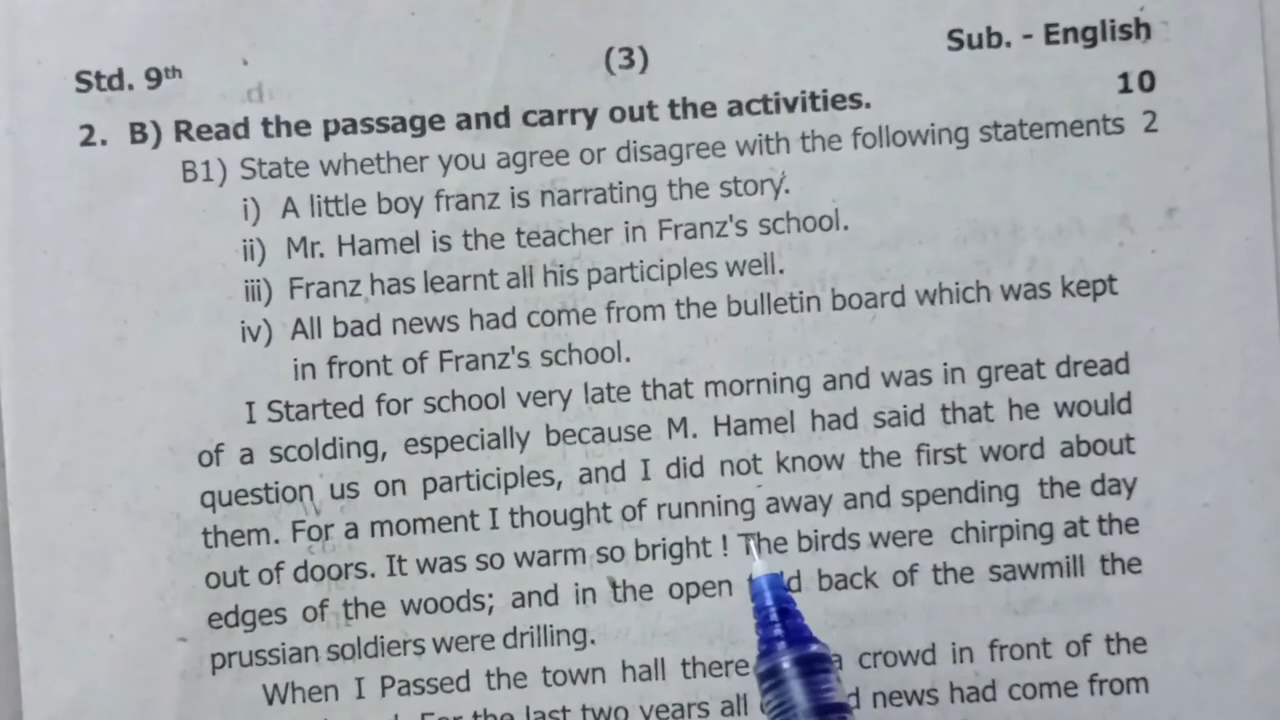 Std. 9th (3) Sub. - English
2. B) Read the passage and carry out the activities. 10
B1) State whether you agree or disagree with the following statements 2
i) A little boy franz is narrating the story.
ii) Mr. Hamel is the teacher in Franz's school.
iii) Franz has learnt all his participles well.
iv) All bad news had come from the bulletin board which was kept
in front of Franz's school.
I Started for school very late that morning and was in great dread
of a scolding, especially because M. Hamel had said that he would
question us on participles, and I did not know the first word about
them. For a moment I thought of running away and spending the day
out of doors. It was so warm so bright ! The birds were chirping at the
edges of the woods; and in the open back of the sawmill the
prussian soldiers were drilling.
When I Passed the town hall there a crowd in front of the
For the last two years all news had come from